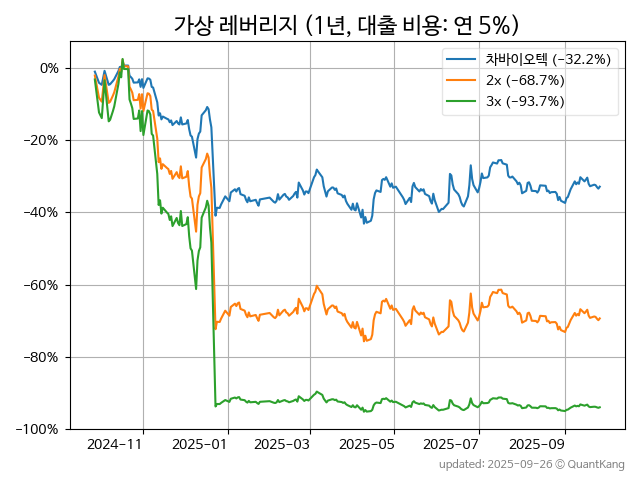 가상 레버리지 (1년, 대출 비용: 연 5%)
차바이오텍 (−32.2%)
2x (−68.7%)
3x (−93.7%)
0%
−20%
−40%
−60%
−80%
−100%
2024-11 2025-01 2025-03 2025-05 2025-07 2025-09
updated: 2025-09-26 © QuantKang